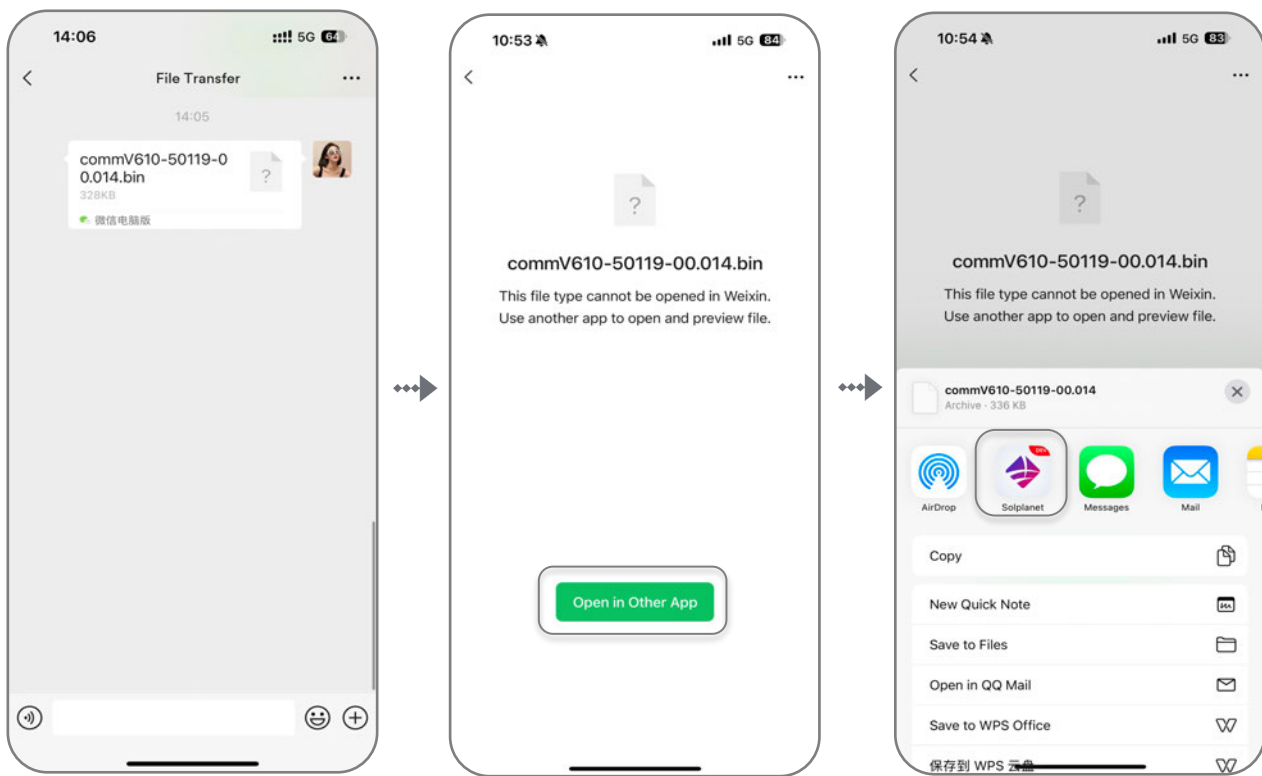 14:06
5G 64
File Transfer
14:05
commV610-50119-0
0.014.bin
328KB
?
微信电脑版
10:53
5G 84
?
commV610-50119-00.014.bin
This file type cannot be opened in Weixin.
Use another app to open and preview file.
Open in Other App
10:54
5G 83
?
commV610-50119-00.014.bin
This file type cannot be opened in Weixin.
Use another app to open and preview file.
commV610-50119-00.014
Archive · 336 KB
AirDrop
Solplanet
Messages
Mail
Copy
New Quick Note
Save to Files
Open in QQ Mail
Save to WPS Office
保存到 WPS 云盘